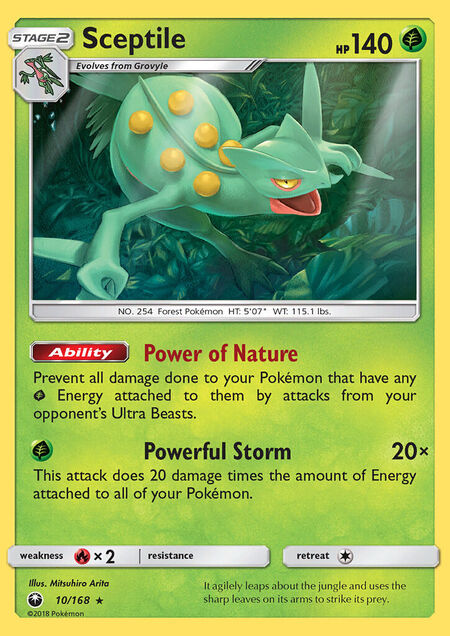 STAGE2 Sceptile HP140
Evolves from Grovyle
NO. 254 Forest Pokémon HT: 5'07" WT: 115.1 lbs.
Ability Power of Nature
Prevent all damage done to your Pokémon that have any
Energy attached to them by attacks from your
opponent's Ultra Beasts.
Powerful Storm 20×
This attack does 20 damage times the amount of Energy
attached to all of your Pokémon.
weakness ×2 resistance retreat
Illus. Mitsuhiro Arita
10/168 ★
©2018 Pokémon
It agilely leaps about the jungle and uses the
sharp leaves on its arms to strike its prey.